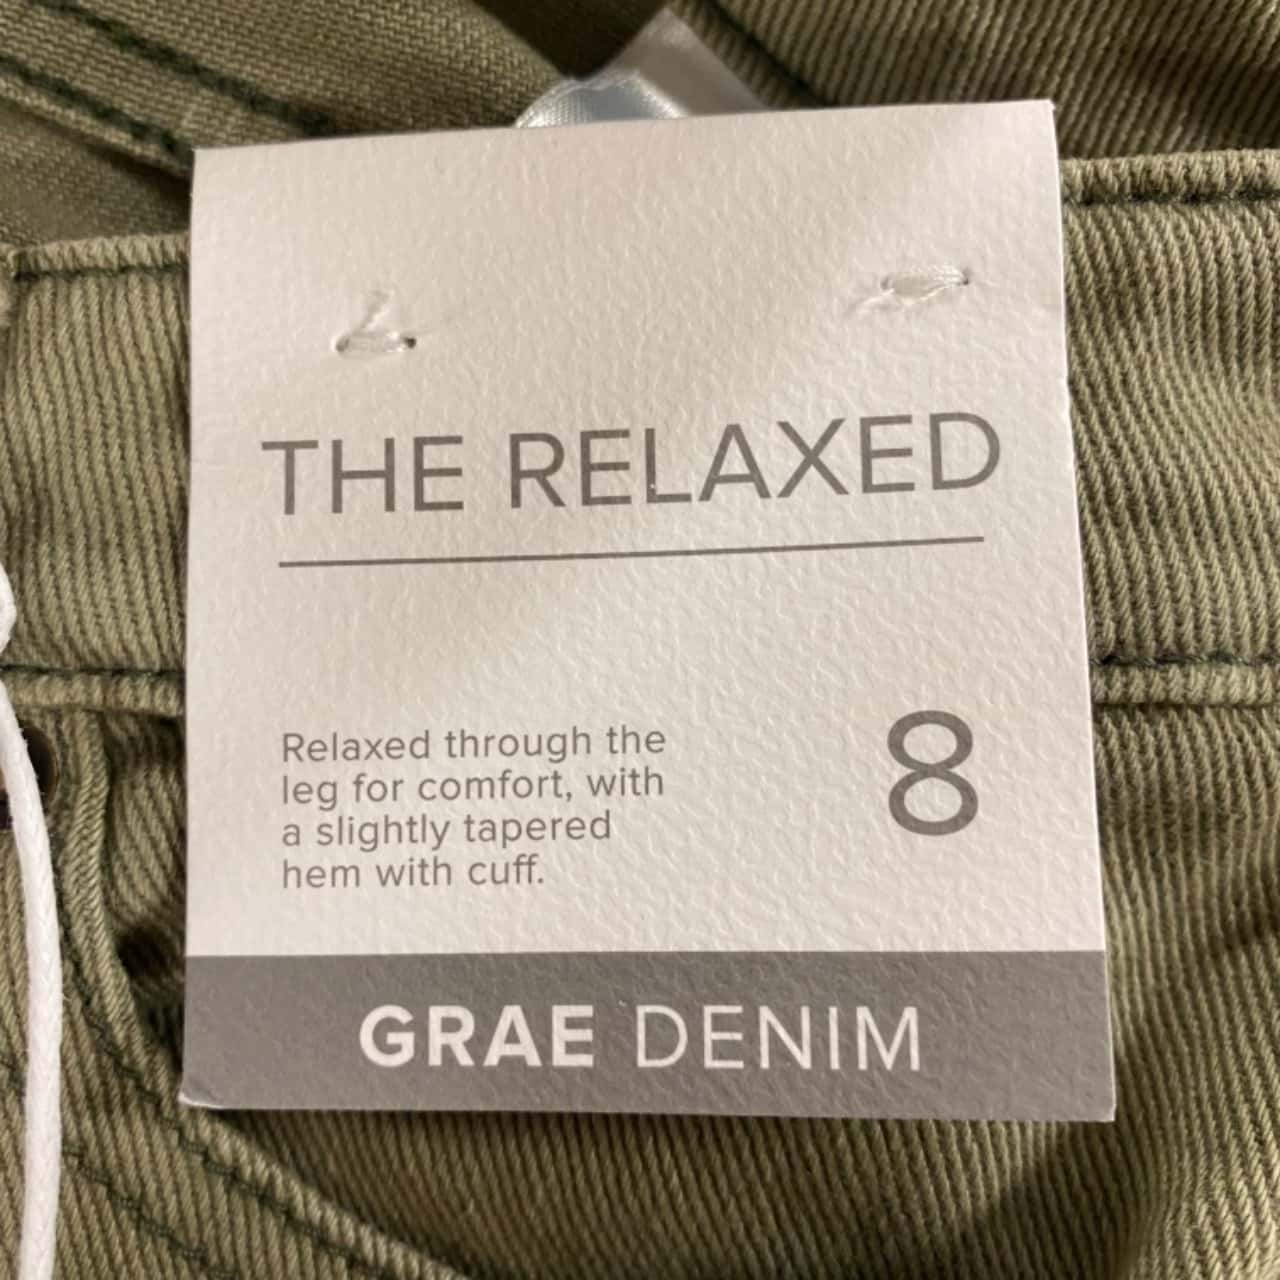 THE RELAXED
Relaxed through the
leg for comfort, with
a slightly tapered
hem with cuff.
8
GRAE DENIM